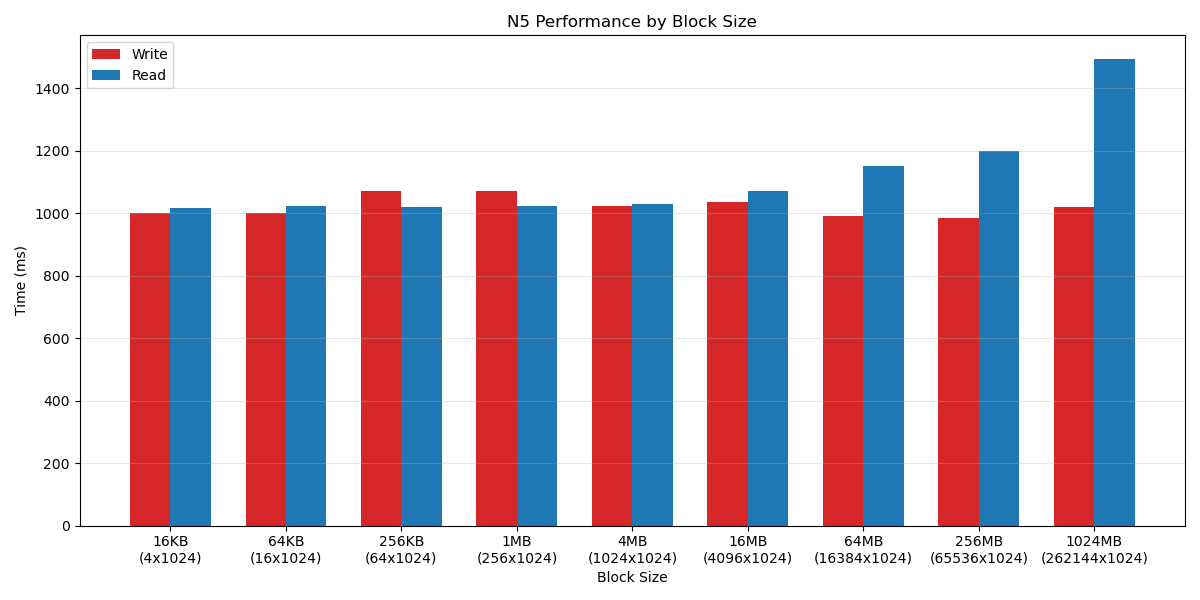 N5 Performance by Block Size
Write
Read
Time (ms)
1400
1200
1000
800
600
400
200
0
16KB 64KB 256KB 1MB 4MB 16MB 64MB 256MB 1024MB
(4x1024) (16x1024) (64x1024) (256x1024) (1024x1024) (4096x1024) (16384x1024) (65536x1024) (262144x1024)
Block Size